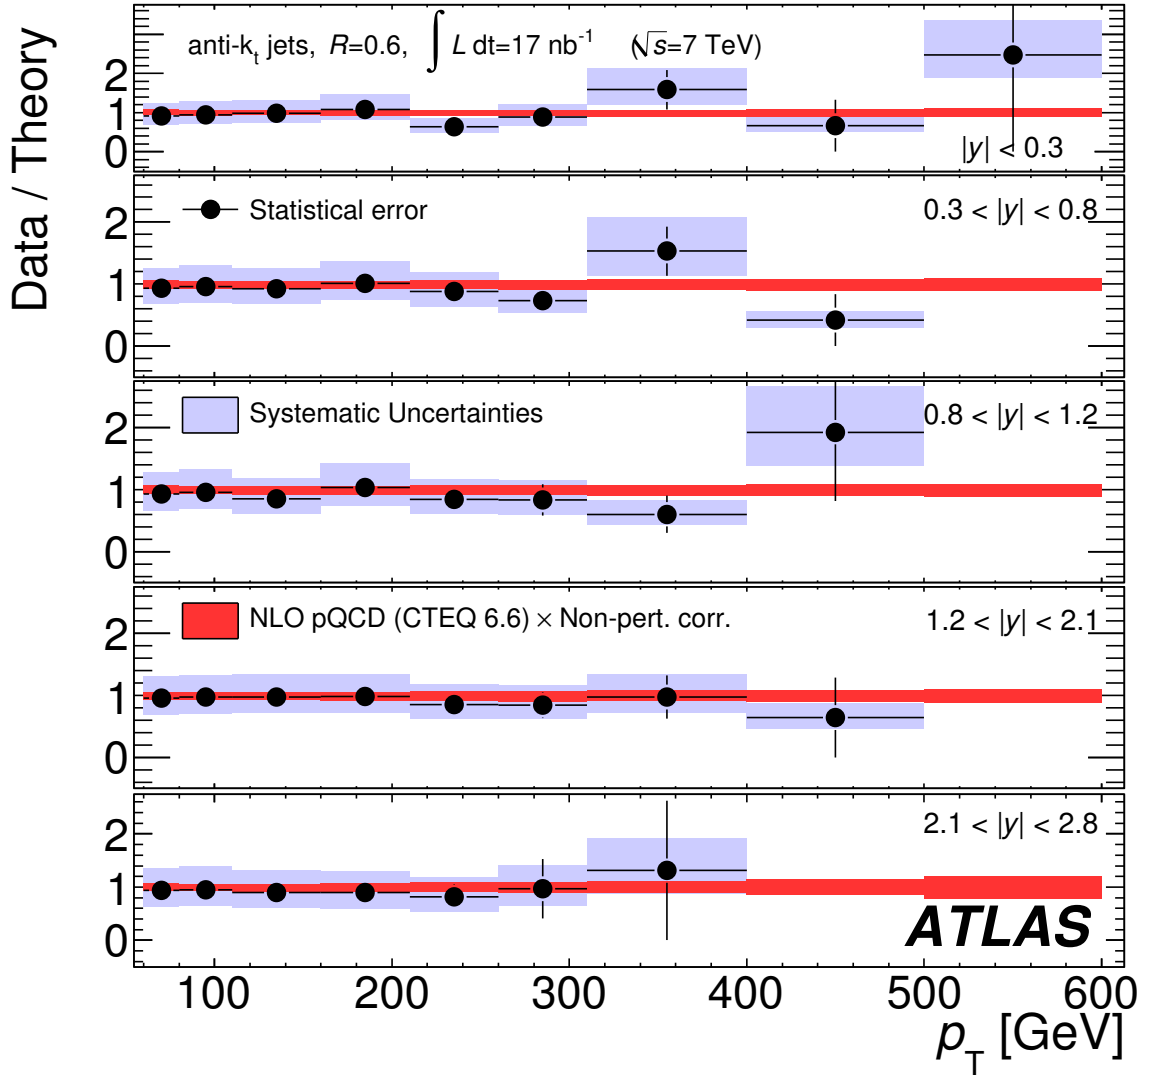 Data / Theory
anti-kt jets, R=0.6, ∫ L dt=17 nb-1 (√s=7 TeV)
2
1
0
|y| < 0.3
Statistical error
0.3 < |y| < 0.8
2
1
0
Systematic Uncertainties
0.8 < |y| < 1.2
2
1
0
NLO pQCD (CTEQ 6.6) × Non-pert. corr.
1.2 < |y| < 2.1
2
1
0
2.1 < |y| < 2.8
2
1
0
ATLAS
100 200 300 400 500 600
pT [GeV]